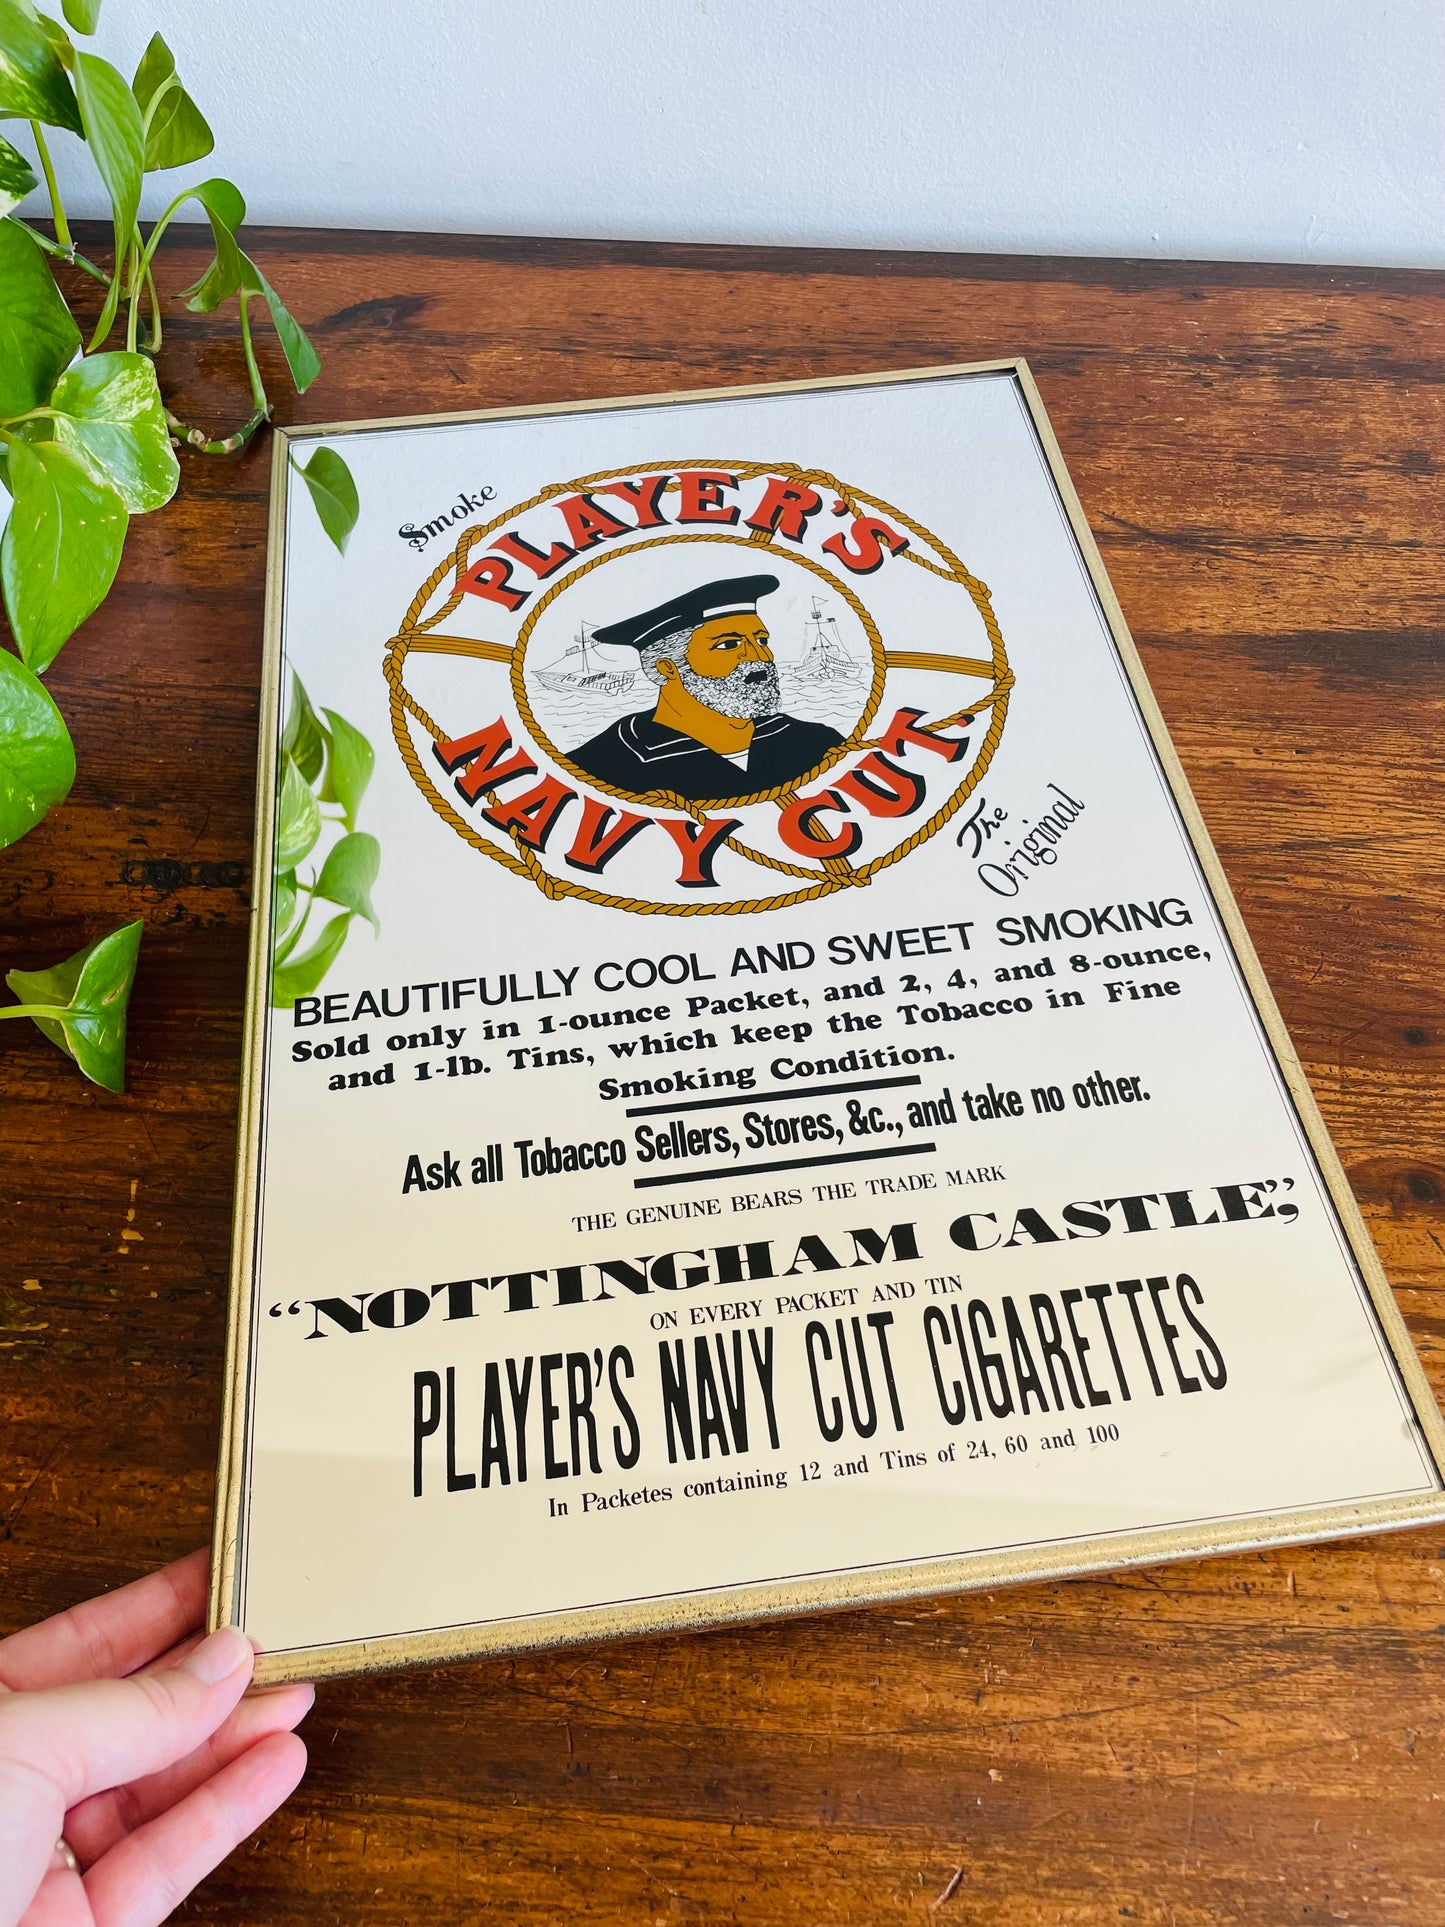 Smoke
PLAYER'S
NAVY CUT.
The
Original
BEAUTIFULLY COOL AND SWEET SMOKING
Sold only in 1-ounce Packet, and 2, 4, and 8-ounce,
and 1-lb. Tins, which keep the Tobacco in Fine
Smoking Condition.
Ask all Tobacco Sellers, Stores, &c., and take no other.
THE GENUINE BEARS THE TRADE MARK
“NOTTINGHAM CASTLE”,
ON EVERY PACKET AND TIN
PLAYER'S NAVY CUT CIGARETTES
In Packetes containing 12 and Tins of 24, 60 and 100